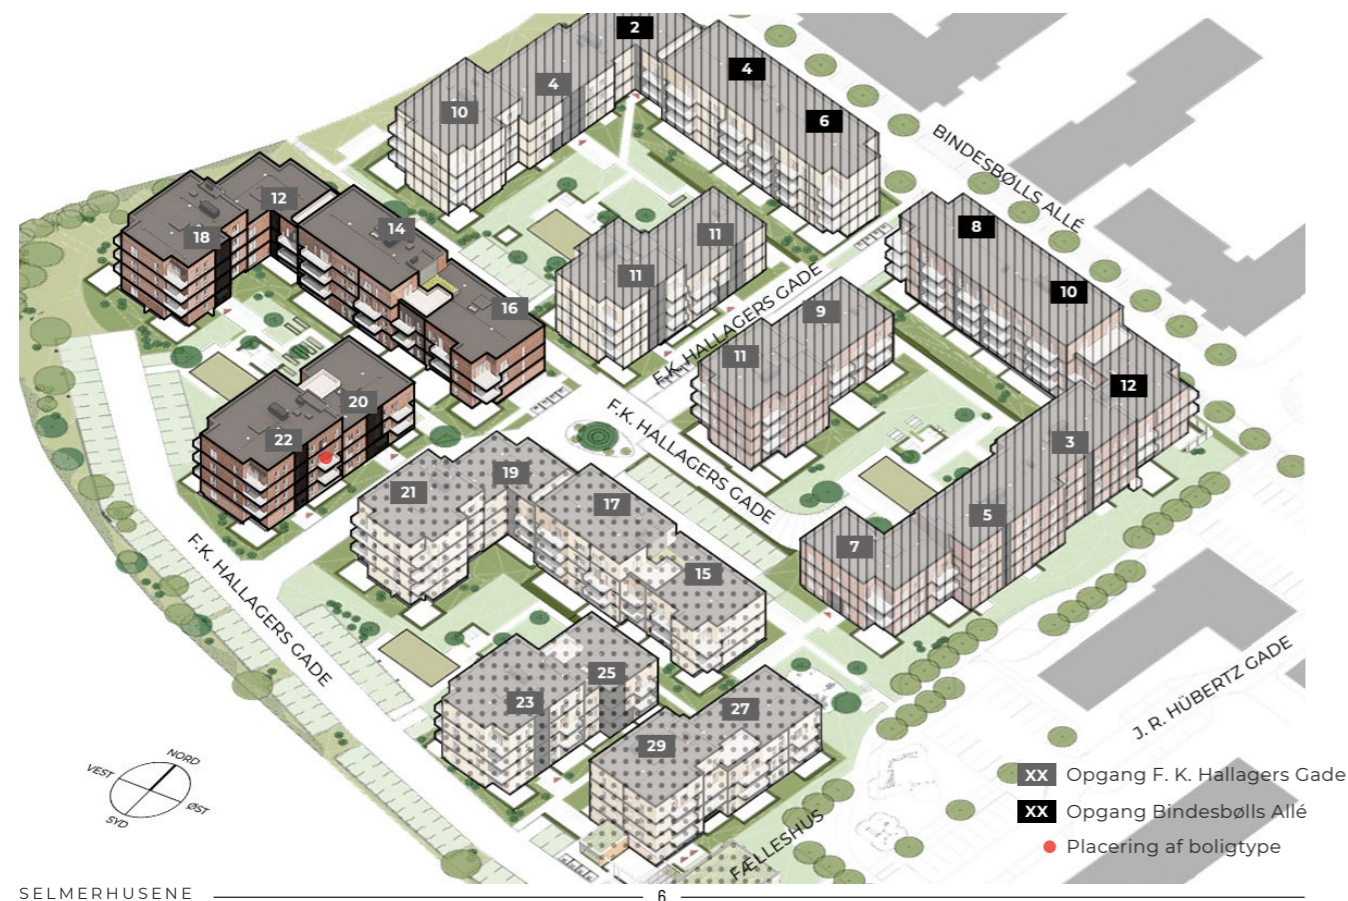 2
4
4
10
6
BINDESBØLLS ALLÉ
12
14
18
11
8
11
16
10
9
F.K. HALLAGERS GADE
11
12
20
22
F.K. HALLAGERS GADE
3
19
21
17
5
7
15
F.K. HALLAGERS GADE
25
23
27
29
J. R. HÜBERTZ GADE
NORD
VEST
ØST
SYD
FÆLLESHUS
XX Opgang F. K. Hallagers Gade
XX Opgang Bindesbølls Allé
Placering af boligtype
SELMERHUSENE
6